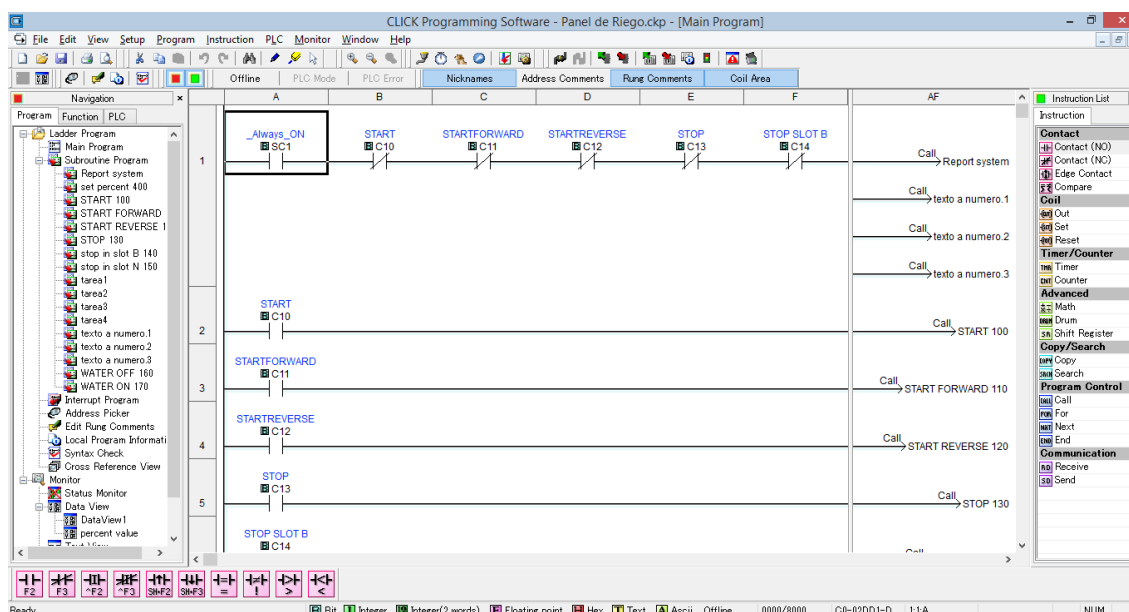 CLICK Programming Software - Panel de Riego.ckp - [Main Program]
File Edit View Setup Program Instruction PLC Monitor Window Help
Offline PLC Mode PLC Error Nicknames Address Comments Rung Comments Coil Area
Navigation
Program Function PLC
Ladder Program
Main Program
Subroutine Program
Report system
set percent 400
START 100
START FORWARD
START REVERSE 1
STOP 130
stop in slot B 140
stop in slot N 150
tarea1
tarea2
tarea3
tarea4
texto a numero.1
texto a numero.2
texto a numero.3
WATER OFF 160
WATER ON 170
Interrupt Program
Address Picker
Edit Rung Comments
Local Program Informati
Syntax Check
Cross Reference View
Monitor
Status Monitor
Data View
DataView1
percent value
A B C D E F AF
_Always_ON START STARTFORWARD STARTREVERSE STOP STOP SLOT B
SC1 C10 C11 C12 C13 C14
1
Call Report system
Call texto a numero.1
Call texto a numero.2
Call texto a numero.3
START
C10
2 Call START 100
STARTFORWARD
C11
3 Call START FORWARD 110
STARTREVERSE
C12
4 Call START REVERSE 120
STOP
C13
5 Call STOP 130
STOP SLOT B
C14
Instruction List
Instruction
Contact
Contact (NO)
Contact (NC)
Edge Contact
Compare
Coil
Out
Set
Reset
Timer/Counter
Timer
Counter
Advanced
Math
Drum
Shift Register
Copy/Search
Copy
Search
Program Control
Call
For
Next
End
Communication
Receive
Send
F2 F3 ^F2 ^F3 SH+F2 SH+F3 = ! > <
Ready Bit Integer Integer(2 words) Floating point Hex Text Ascii Offline 0000/8000 C0-02DD1-D 1:1:A NUM